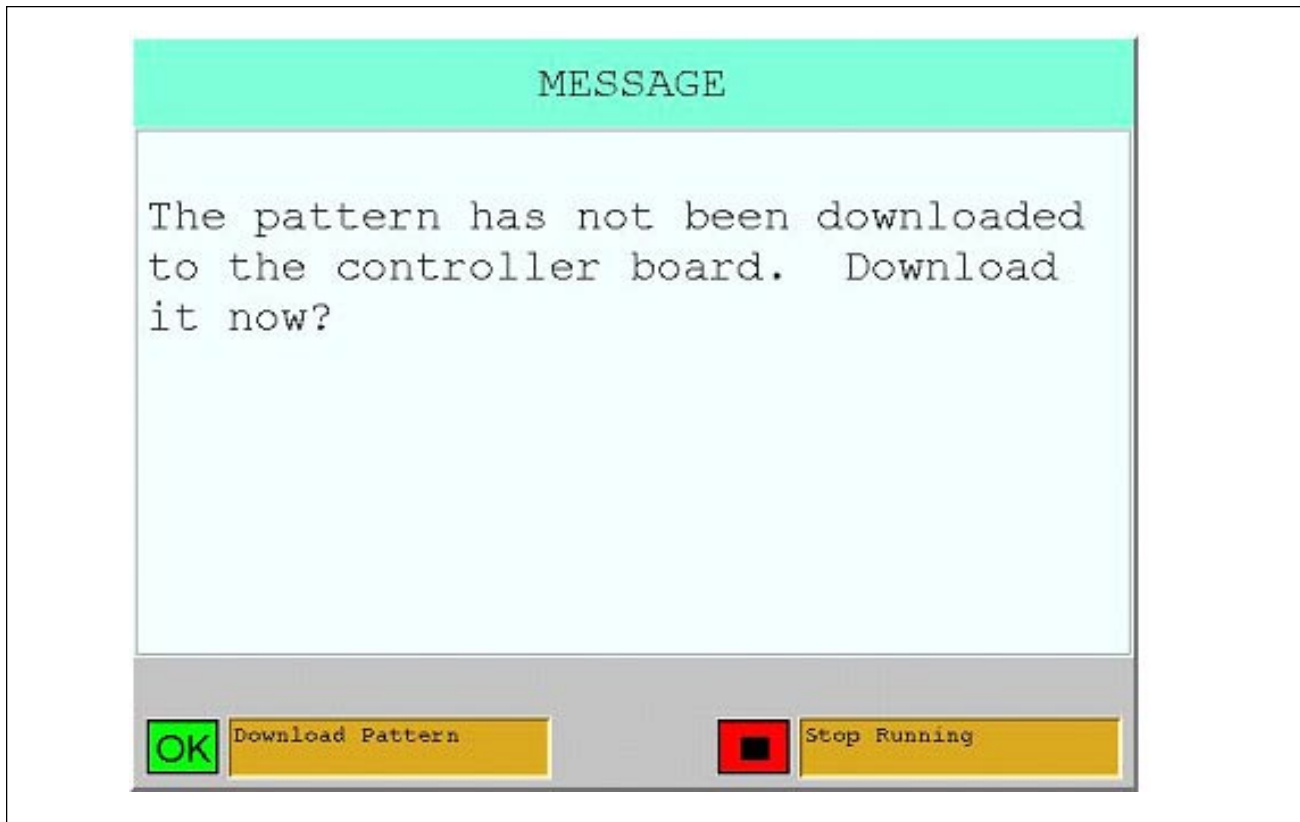 MESSAGE
The pattern has not been downloaded
to the controller board.  Download
it now?
OK Download Pattern
Stop Running